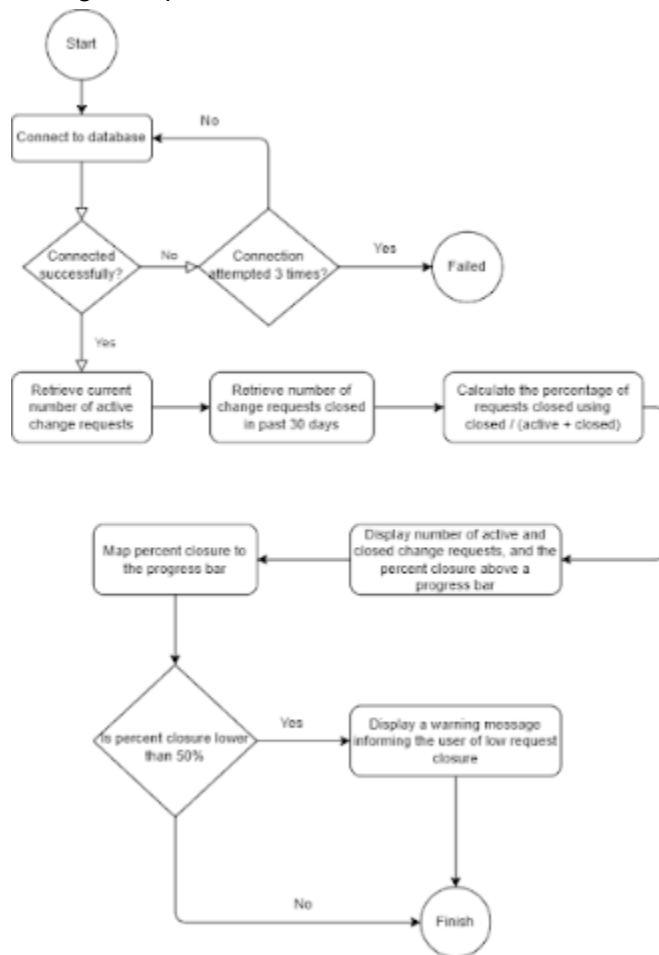 Start
Connect to database
No
Connected
successfully?
No
Connection
attempted 3 times?
Yes
Failed
Yes
Retrieve current
number of active
change requests
Retrieve number of
change requests closed
in past 30 days
Calculate the percentage of
requests closed using
closed / (active + closed)
Display number of active and
closed change requests, and the
percent closure above a
progress bar
Map percent closure to
the progress bar
Is percent closure lower
than 50%
Yes
Display a warning message
informing the user of low request
closure
No
Finish